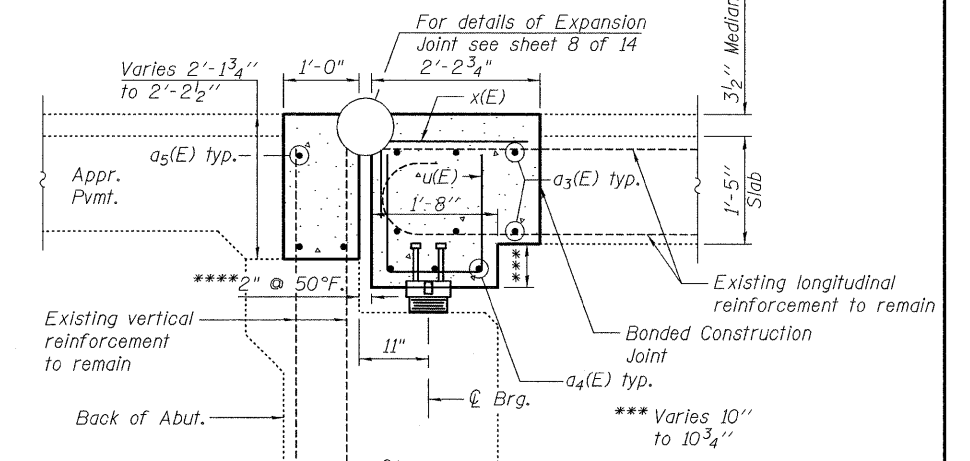 For details of Expansion
Joint see sheet 8 of 14
Varies 2'-1¾"
to 2'-2½"
1'-0"
2'-2¾"
3½" Median
x(E)
a5(E) typ.
Appr.
Pvmt.
u(E)
a3(E) typ.
1'-8"
1'-5"
Slab
***
****2" @ 50°F.
Existing longitudinal
reinforcement to remain
Existing vertical
reinforcement
to remain
Bonded Construction
Joint
11"
a4(E) typ.
℄ Brg.
Back of Abut.
*** Varies 10"
to 10¾"